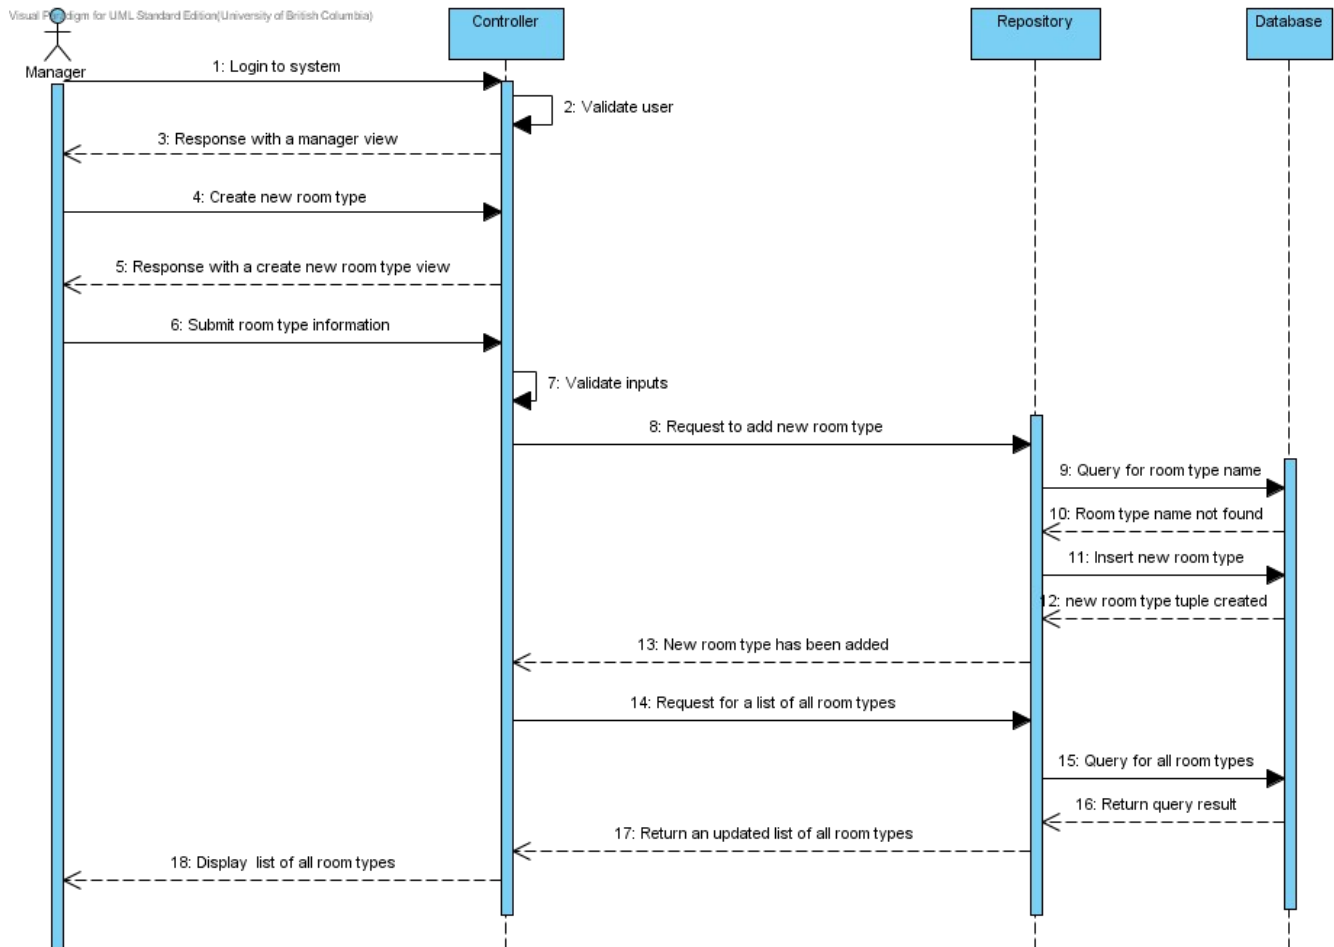 Visual Paradigm for UML Standard Edition(University of British Columbia)
Manager
Controller
Repository
Database
1: Login to system
2: Validate user
3: Response with a manager view
4: Create new room type
5: Response with a create new room type view
6: Submit room type information
7: Validate inputs
8: Request to add new room type
9: Query for room type name
10: Room type name not found
11: Insert new room type
12: new room type tuple created
13: New room type has been added
14: Request for a list of all room types
15: Query for all room types
16: Return query result
17: Return an updated list of all room types
18: Display list of all room types